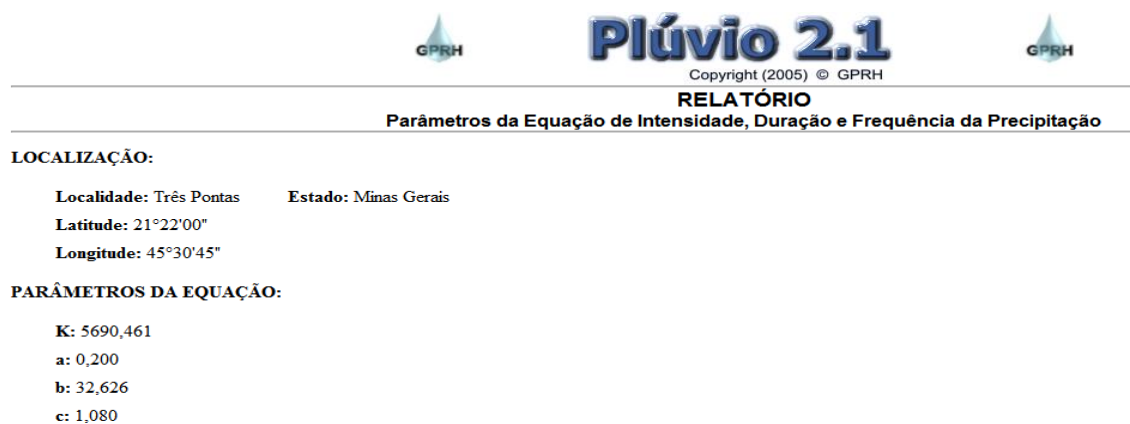 GPRH Plúvio 2.1 GPRH
Copyright (2005) © GPRH
RELATÓRIO
Parâmetros da Equação de Intensidade, Duração e Frequência da Precipitação
LOCALIZAÇÃO:
Localidade: Três Pontas Estado: Minas Gerais
Latitude: 21°22'00"
Longitude: 45°30'45"
PARÂMETROS DA EQUAÇÃO:
K: 5690,461
a: 0,200
b: 32,626
c: 1,080